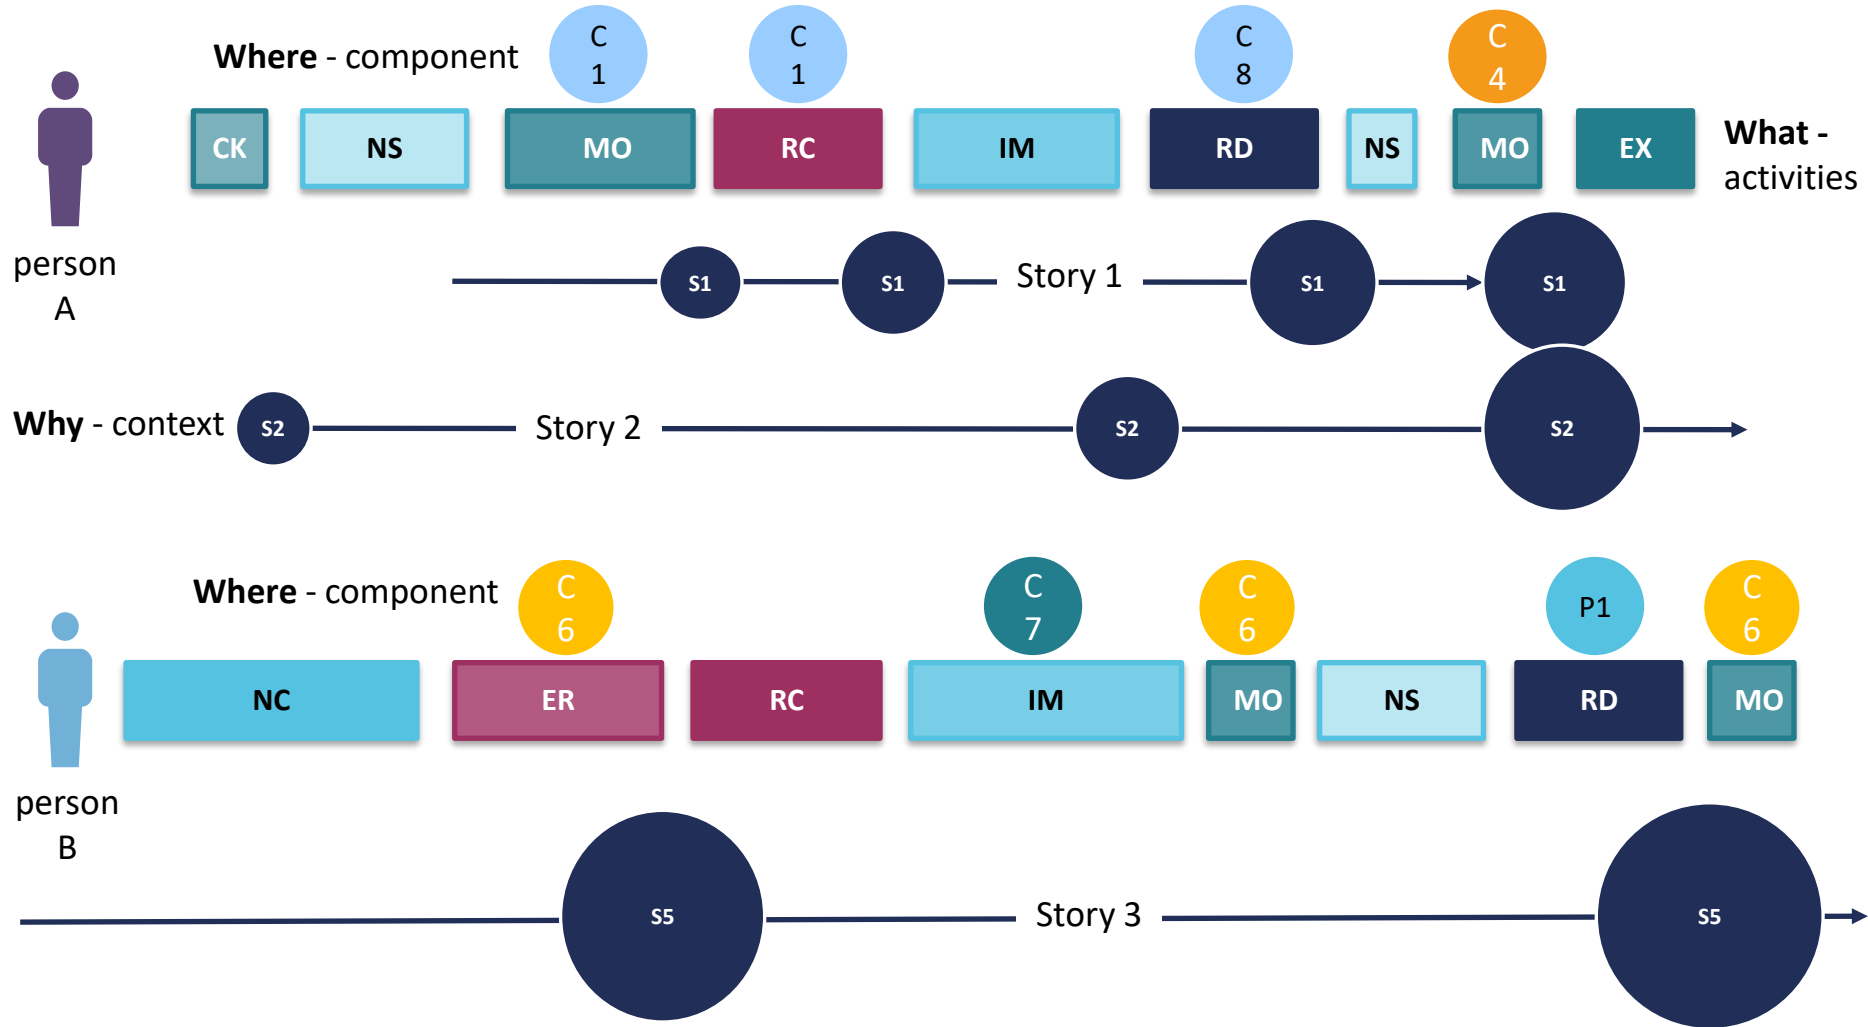 Where - component
C
1
C
1
C
8
C
4
CK
NS
MO
RC
IM
RD
NS
MO
EX
What -
activities
person
A
S1
S1
Story 1
S1
S1
Why - context
S2
Story 2
S2
S2
Where - component
C
6
C
7
C
6
P1
C
6
NC
ER
RC
IM
MO
NS
RD
MO
person
B
S5
Story 3
S5